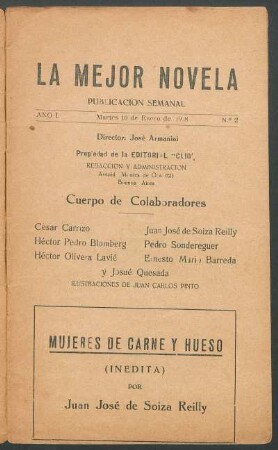 LA MEJOR NOVELA
PUBLICACION SEMANAL
AÑO I. Martes 10 de Enero de N.º 2
Director: José Armanini
Propiedad de la EDITORI-L "CLIO",
REDACCION Y ADMINISTRACION
de
Buenos Aires
Cuerpo de Colaboradores
César Carrizo Juan José de Soiza Reilly
Héctor Pedro Blomberg Pedro Sondereguer
Héctor Olivera Lavié Ernesto Mario Barreda
y Josué Quesada
ILUSTRACIONES DE JUAN CARLOS PINTO
MUJERES DE CARNE Y HUESO
(INEDITA)
POR
Juan José de Soiza Reilly